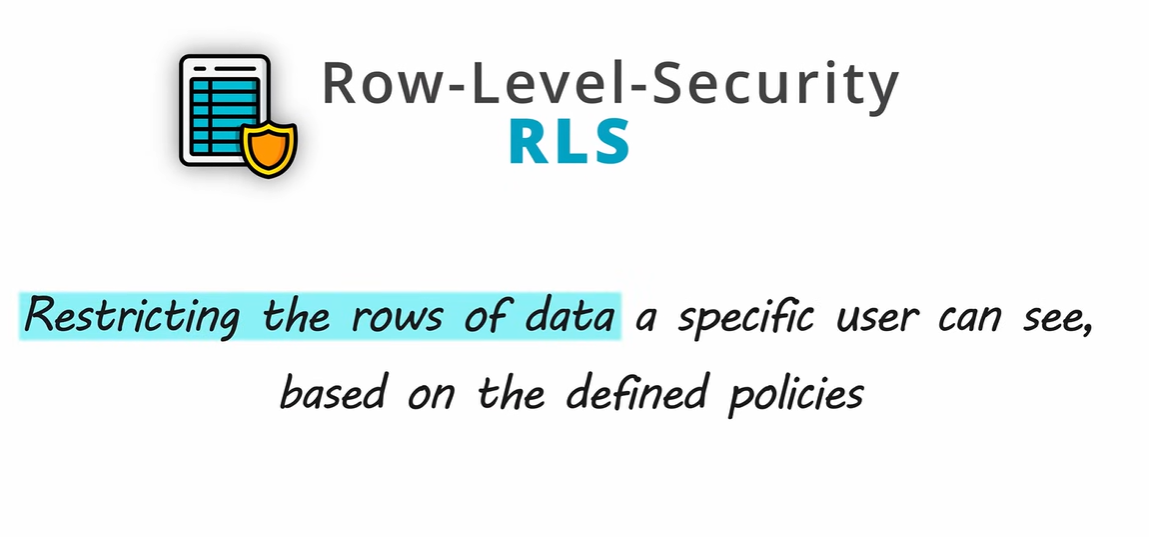 Row-Level-Security
RLS
Restricting the rows of data a specific user can see,
based on the defined policies